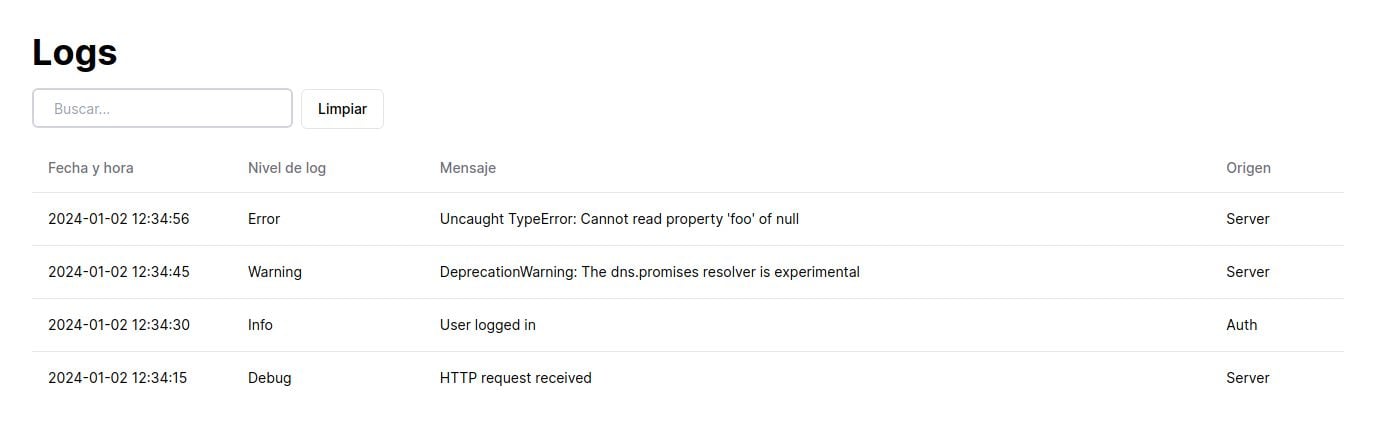 Logs
Buscar... Limpiar
Fecha y hora Nivel de log Mensaje Origen
2024-01-02 12:34:56 Error Uncaught TypeError: Cannot read property 'foo' of null Server
2024-01-02 12:34:45 Warning DeprecationWarning: The dns.promises resolver is experimental Server
2024-01-02 12:34:30 Info User logged in Auth
2024-01-02 12:34:15 Debug HTTP request received Server